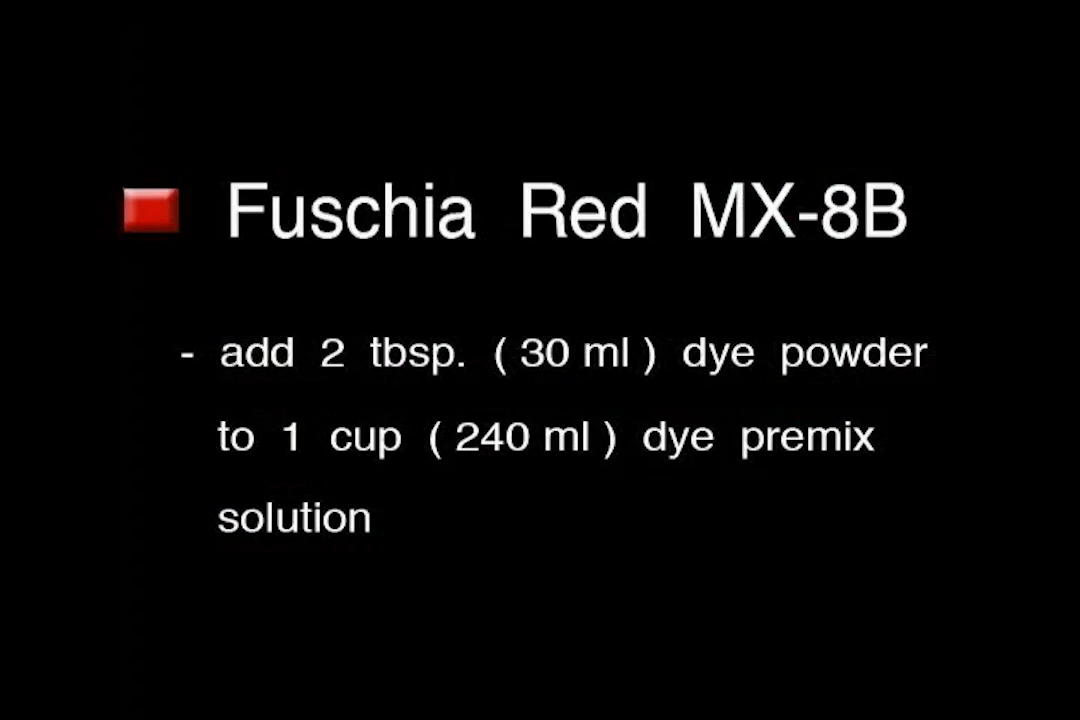 Fuschia Red MX-8B
- add 2 tbsp. ( 30 ml ) dye powder
to 1 cup ( 240 ml ) dye premix
solution